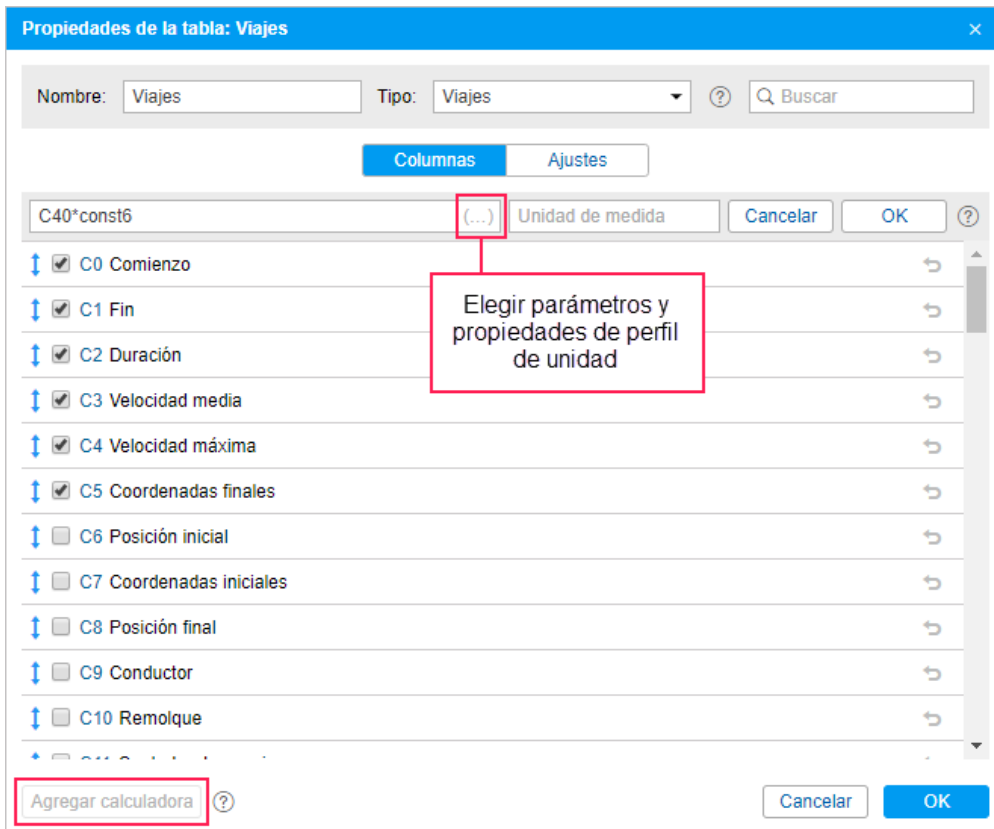 Propiedades de la tabla: Viajes ×
Nombre: Viajes Tipo: Viajes ? Buscar
Columnas Ajustes
C40*const6 (...) Unidad de medida Cancelar OK ?
C0 Comienzo
C1 Fin
C2 Duración
C3 Velocidad media
C4 Velocidad máxima
C5 Coordenadas finales
C6 Posición inicial
C7 Coordenadas iniciales
C8 Posición final
C9 Conductor
C10 Remolque
Elegir parámetros y
propiedades de perfil
de unidad
Agregar calculadora ? Cancelar OK